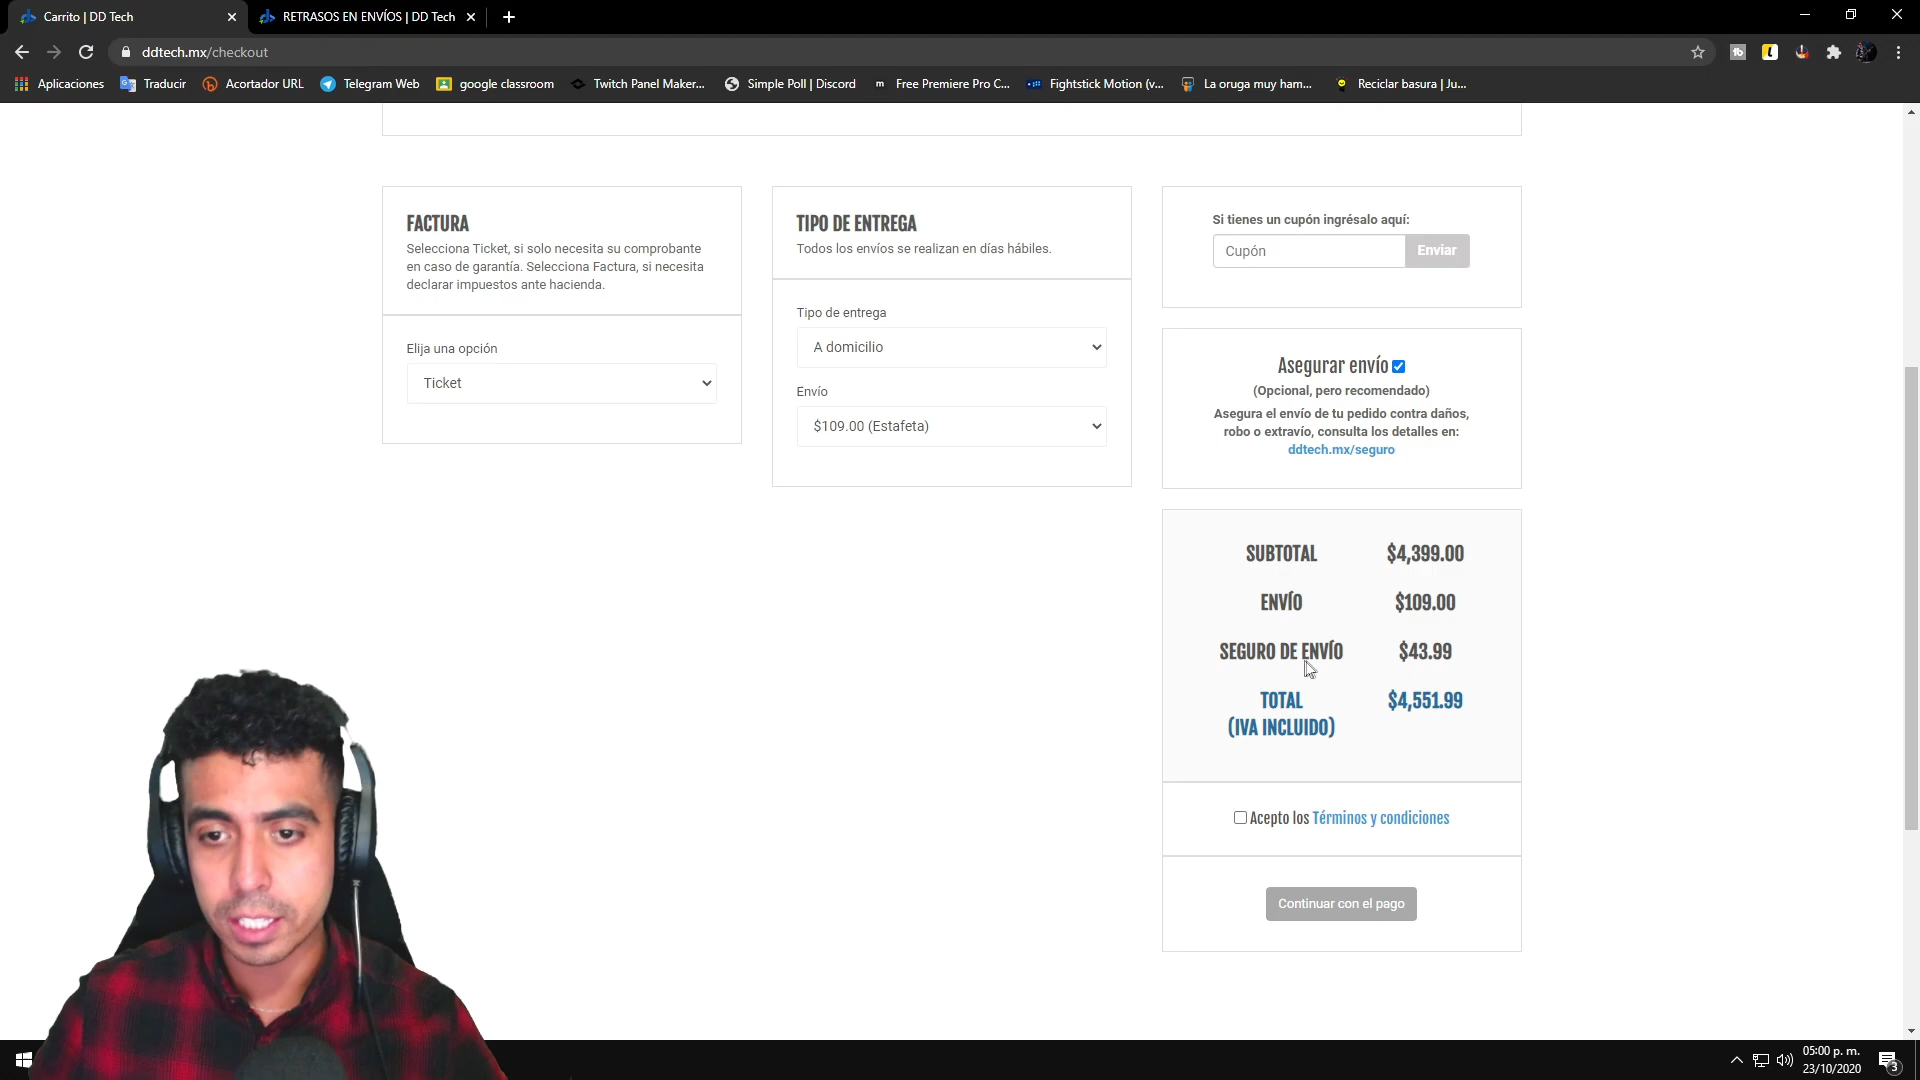 Carrito | DD Tech
RETRASOS EN ENVÍOS | DD Tech
ddtech.mx/checkout
Aplicaciones
Traducir
Acortador URL
Telegram Web
google classroom
Twitch Panel Maker...
Simple Poll | Discord
Free Premiere Pro C...
Fightstick Motion (v...
La oruga muy ham...
Reciclar basura | Ju...
FACTURA
Selecciona Ticket, si solo necesita su comprobante
en caso de garantía. Selecciona Factura, si necesita
declarar impuestos ante hacienda.
Elija una opción
Ticket
TIPO DE ENTREGA
Todos los envíos se realizan en días hábiles.
Tipo de entrega
A domicilio
Envío
$109.00 (Estafeta)
Si tienes un cupón ingrésalo aquí:
Cupón
Enviar
Asegurar envío
(Opcional, pero recomendado)
Asegura el envío de tu pedido contra daños,
robo o extravío, consulta los detalles en:
ddtech.mx/seguro
SUBTOTAL $4,399.00
ENVÍO $109.00
SEGURO DE ENVÍO $43.99
TOTAL $4,551.99
(IVA INCLUIDO)
Acepto los Términos y condiciones
Continuar con el pago
05:00 p. m.
23/10/2020
3